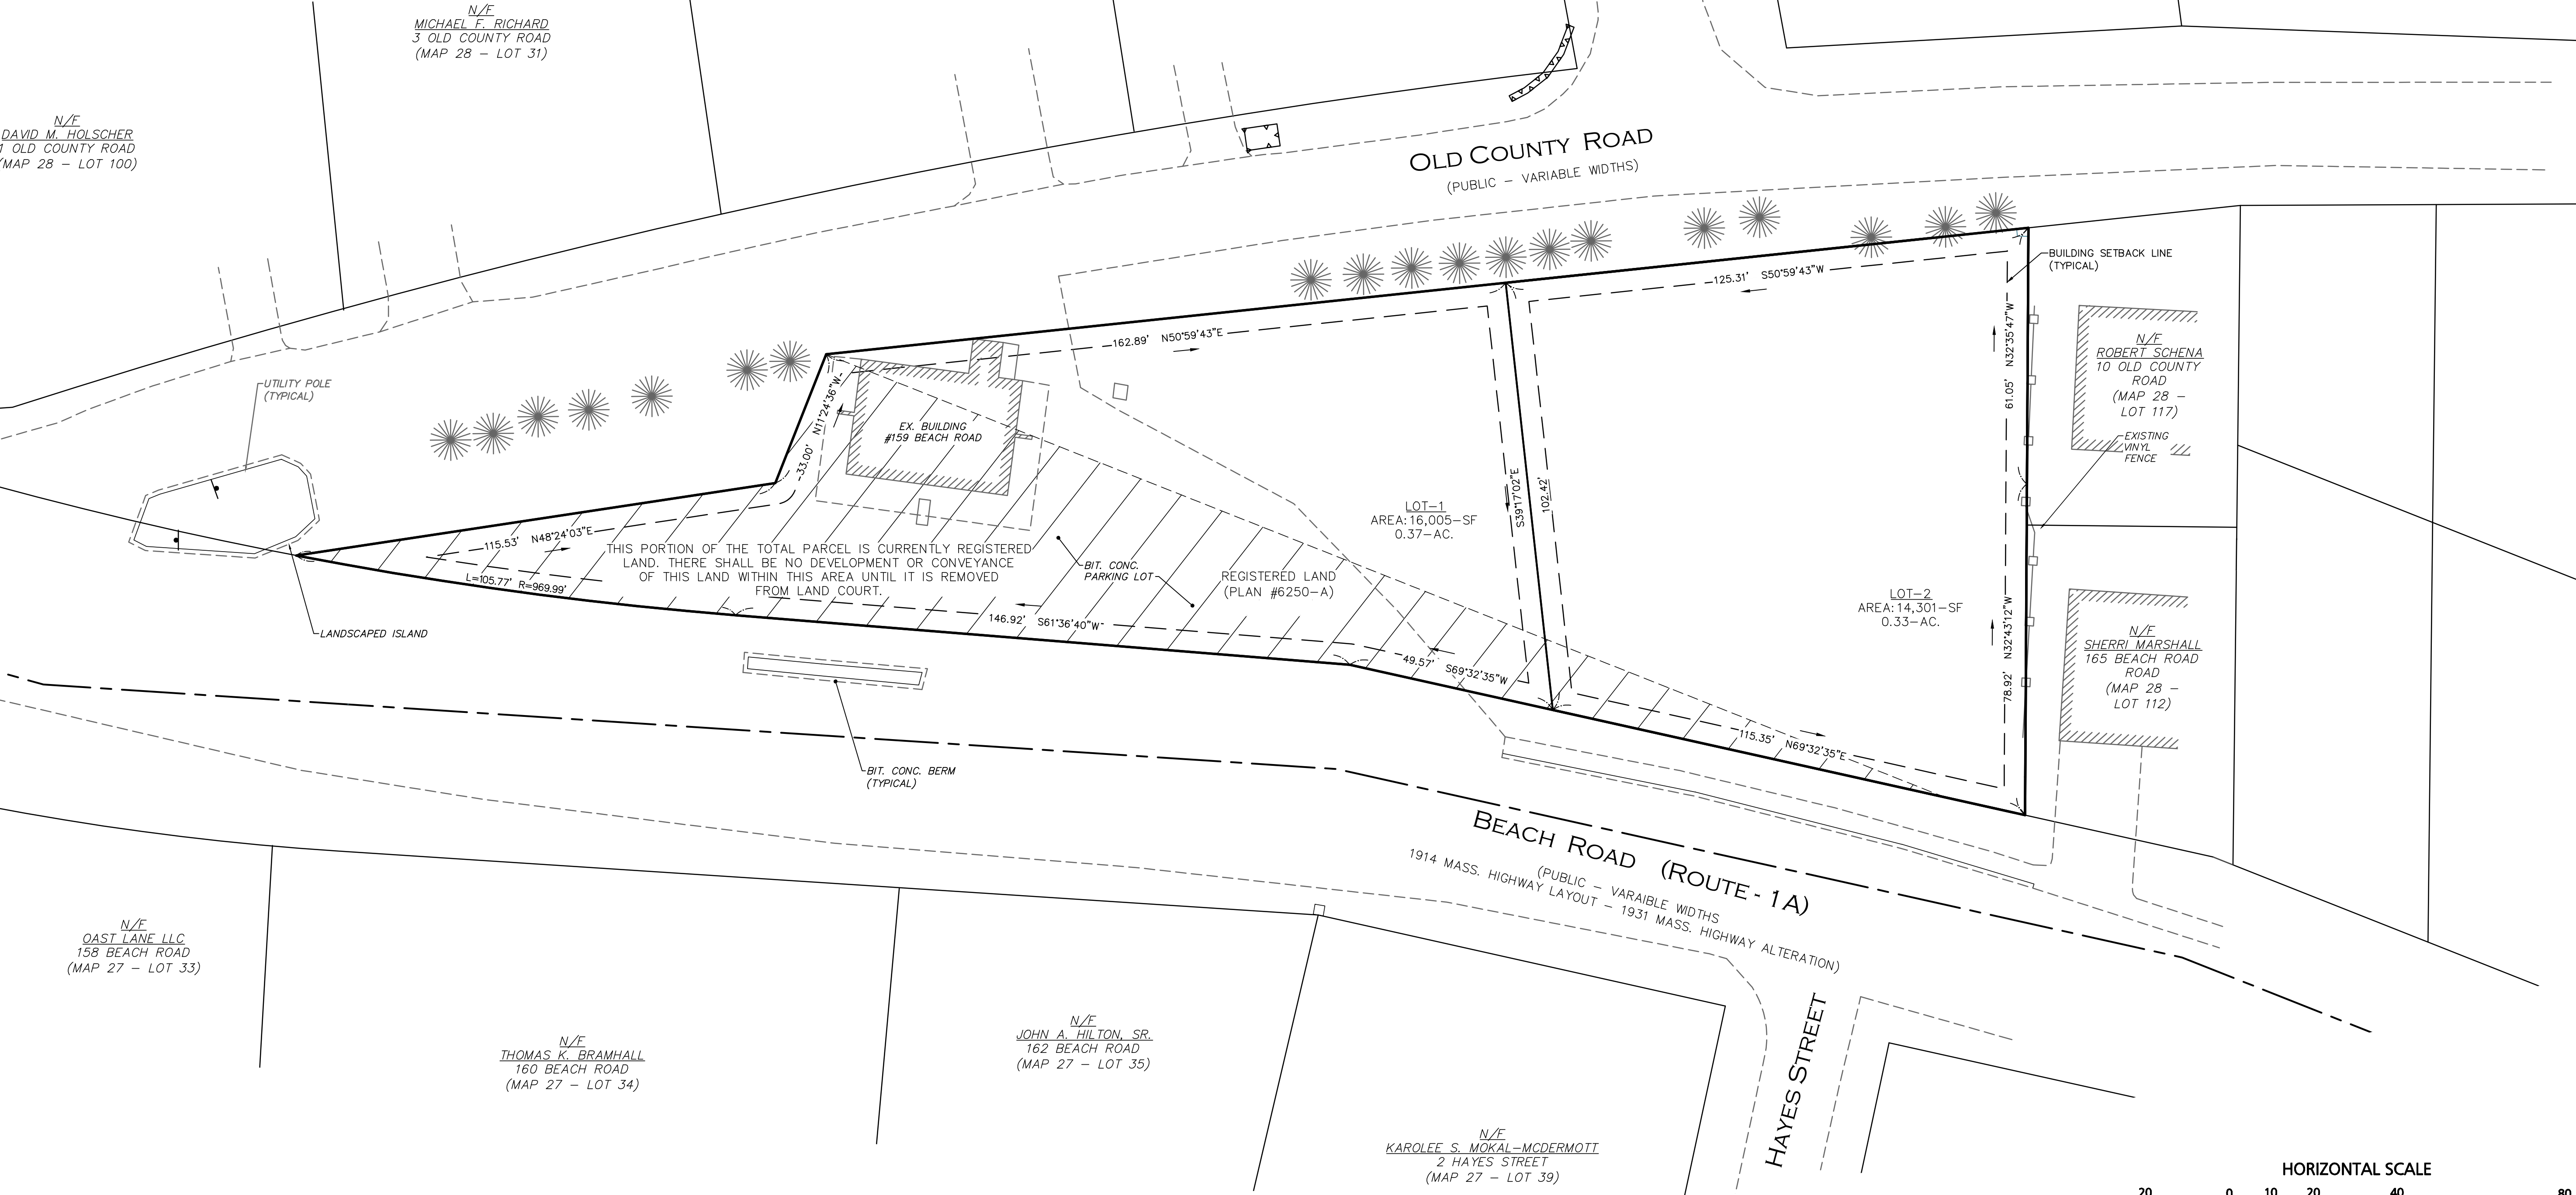 N/F
MICHAEL F. RICHARD
3 OLD COUNTY ROAD
(MAP 28 – LOT 31)
N/F
DAVID M. HOLSCHER
1 OLD COUNTY ROAD
(MAP 28 – LOT 100)
OLD COUNTY ROAD
(PUBLIC – VARIABLE WIDTHS)
BUILDING SETBACK LINE
(TYPICAL)
125.31' S50°59'43"W
162.89' N50°59'43"E
61.05' N32°35'47"W
N/F
ROBERT SCHENA
10 OLD COUNTY
ROAD
(MAP 28 –
LOT 117)
UTILITY POLE
(TYPICAL)
33.00' N11°24'36"W
EX. BUILDING
#159 BEACH ROAD
EXISTING
VINYL
FENCE
S39°17'02"E
102.42'
LOT-1
AREA:16,005-SF
0.37-AC.
115.53' N48°24'03"E
THIS PORTION OF THE TOTAL PARCEL IS CURRENTLY REGISTERED
LAND. THERE SHALL BE NO DEVELOPMENT OR CONVEYANCE
OF THIS LAND WITHIN THIS AREA UNTIL IT IS REMOVED
FROM LAND COURT.
L=105.77' R=969.99'
BIT. CONC.
PARKING LOT
REGISTERED LAND
(PLAN #6250-A)
LOT-2
AREA:14,301-SF
0.33-AC.
78.92' N32°43'12"W
146.92' S61°36'40"W
LANDSCAPED ISLAND
49.57' S69°32'35"W
N/F
SHERRI MARSHALL
165 BEACH ROAD
ROAD
(MAP 28 –
LOT 112)
115.35' N69°32'35"E
BIT. CONC. BERM
(TYPICAL)
BEACH ROAD (ROUTE-1A)
(PUBLIC – VARAIBLE WIDTHS
1914 MASS. HIGHWAY LAYOUT – 1931 MASS. HIGHWAY ALTERATION)
N/F
OAST LANE LLC
158 BEACH ROAD
(MAP 27 – LOT 33)
N/F
THOMAS K. BRAMHALL
160 BEACH ROAD
(MAP 27 – LOT 34)
N/F
JOHN A. HILTON, SR.
162 BEACH ROAD
(MAP 27 – LOT 35)
HAYES STREET
N/F
KAROLEE S. MOKAL-MCDERMOTT
2 HAYES STREET
(MAP 27 – LOT 39)
HORIZONTAL SCALE
20 0 10 20 40 80